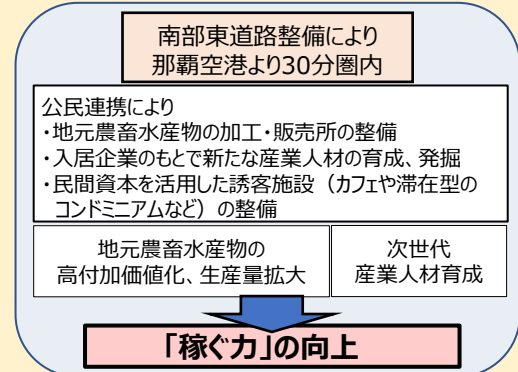 南部東道路整備により
那覇空港より30分圏内
公民連携により
・地元農畜水産物の加工・販売所の整備
・入居企業のもとで新たな産業人材の育成、発掘
・民間資本を活用した誘客施設（カフェや滞在型の
コンドミニアムなど）の整備
地元農畜水産物の
高付加価値化、生産量拡大
次世代
産業人材育成
「稼ぐ力」の向上